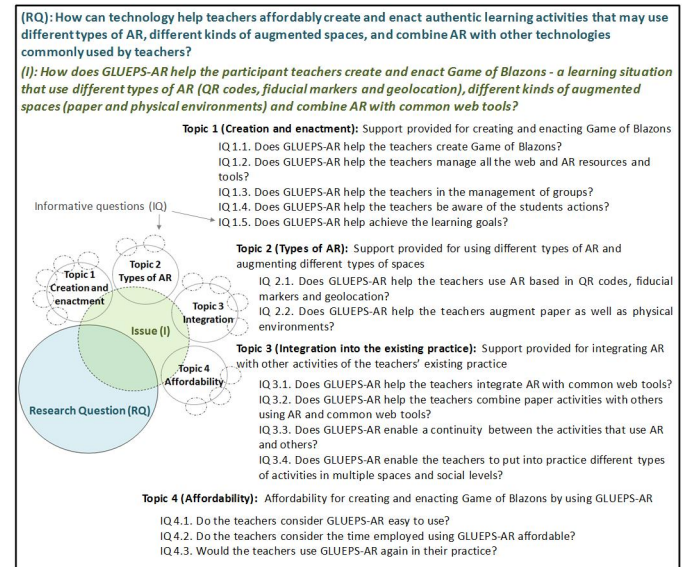 (RQ): How can technology help teachers affordably create and enact authentic learning activities that may use
different types of AR, different kinds of augmented spaces, and combine AR with other technologies
commonly used by teachers?
(I): How does GLUEPS-AR help the participant teachers create and enact Game of Blazons - a learning situation
that use different types of AR (QR codes, fiducial markers and geolocation), different kinds of augmented
spaces (paper and physical environments) and combine AR with common web tools?
Topic 1 (Creation and enactment): Support provided for creating and enacting Game of Blazons
IQ 1.1. Does GLUEPS-AR help the teachers create Game of Blazons?
IQ 1.2. Does GLUEPS-AR help the teachers manage all the web and AR resources and
tools?
IQ 1.3. Does GLUEPS-AR help the teachers in the management of groups?
IQ 1.4. Does GLUEPS-AR help the teachers be aware of the students actions?
IQ 1.5. Does GLUEPS-AR help achieve the learning goals?
Informative questions (IQ)
Topic 2 (Types of AR): Support provided for using different types of AR and
augmenting different types of spaces
IQ 2.1. Does GLUEPS-AR help the teachers use AR based in QR codes, fiducial
markers and geolocation?
IQ 2.2. Does GLUEPS-AR help the teachers augment paper as well as physical
environments?
Topic 3 (Integration into the existing practice): Support provided for integrating AR
with other activities of the teachers' existing practice
IQ 3.1. Does GLUEPS-AR help the teachers integrate AR with common web tools?
IQ 3.2. Does GLUEPS-AR help the teachers combine paper activities with others
using AR and common web tools?
IQ 3.3. Does GLUEPS-AR enable a continuity between the activities that use AR
and others?
IQ 3.4. Does GLUEPS-AR enable the teachers to put into practice different types
of activities in multiple spaces and social levels?
Topic 4 (Affordability): Affordability for creating and enacting Game of Blazons by using GLUEPS-AR
IQ 4.1. Do the teachers consider GLUEPS-AR easy to use?
IQ 4.2. Do the teachers consider the time employed using GLUEPS-AR affordable?
IQ 4.3. Would the teachers use GLUEPS-AR again in their practice?
Topic 1
Creation and
enactment
Topic 2
Types of AR
Topic 3
Integration
Issue (I)
Topic 4
Affordability
Research Question (RQ)